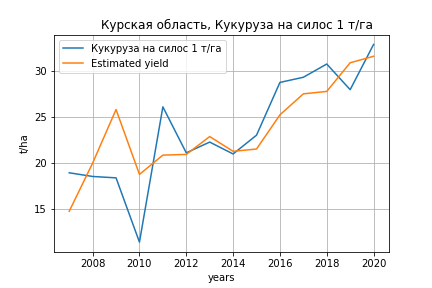 Курская область, Кукуруза на силос 1 т/га
Кукуруза на силос 1 т/га
Estimated yield
30
25
20
15
t/ha
2008 2010 2012 2014 2016 2018 2020
years